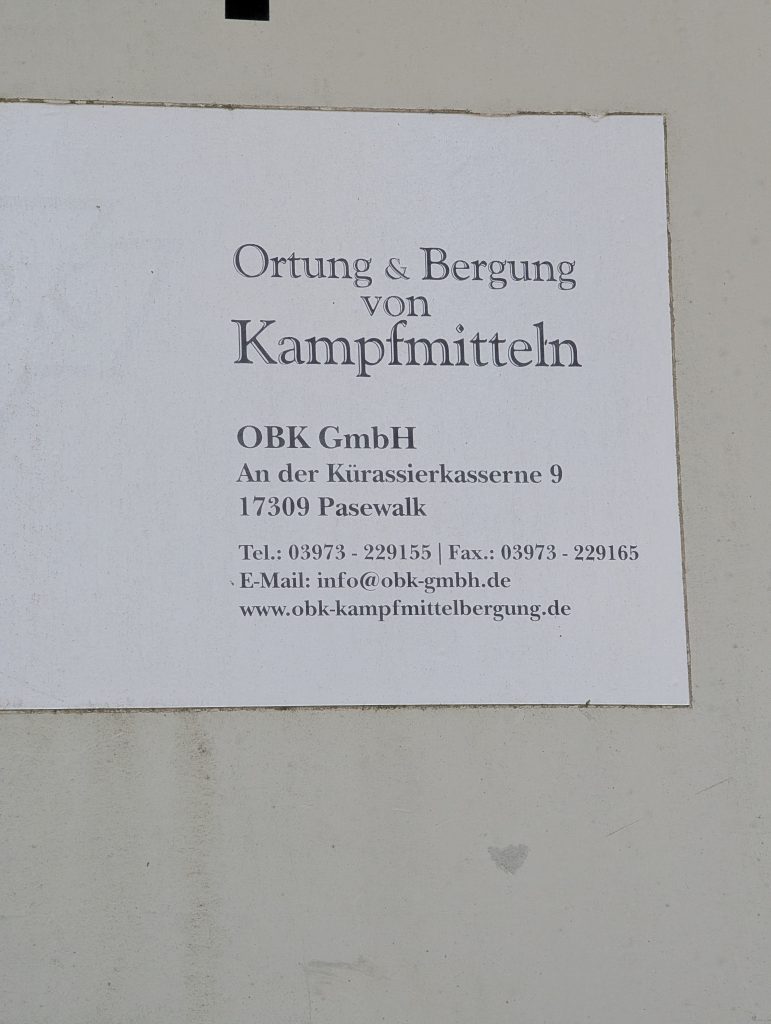 Ortung & Bergung
von
Kampfmitteln
OBK GmbH
An der Kürassierkasserne 9
17309 Pasewalk
Tel.: 03973 - 229155 | Fax.: 03973 - 229165
E-Mail: info@obk-gmbh.de
www.obk-kampfmittelbergung.de